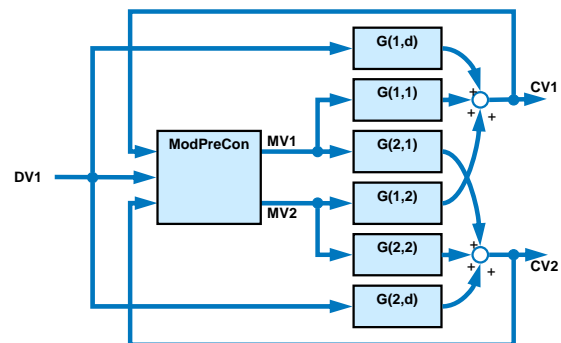 G(1,d)
+
CV1
G(1,1)
+
+
ModPreCon
MV1
G(2,1)
DV1
G(1,2)
MV2
+
G(2,2)
+
+
CV2
G(2,d)